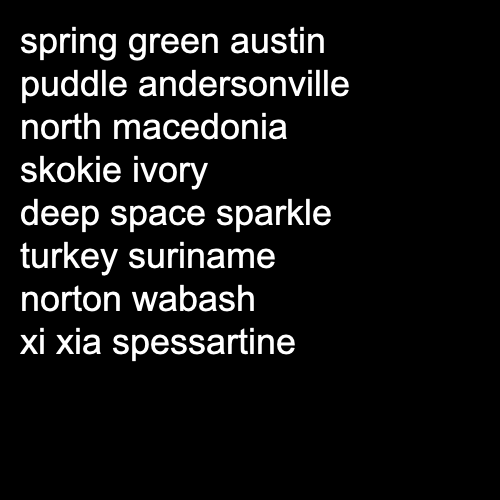 spring green austin
puddle andersonville
north macedonia
skokie ivory
deep space sparkle
turkey suriname
norton wabash
xi xia spessartine